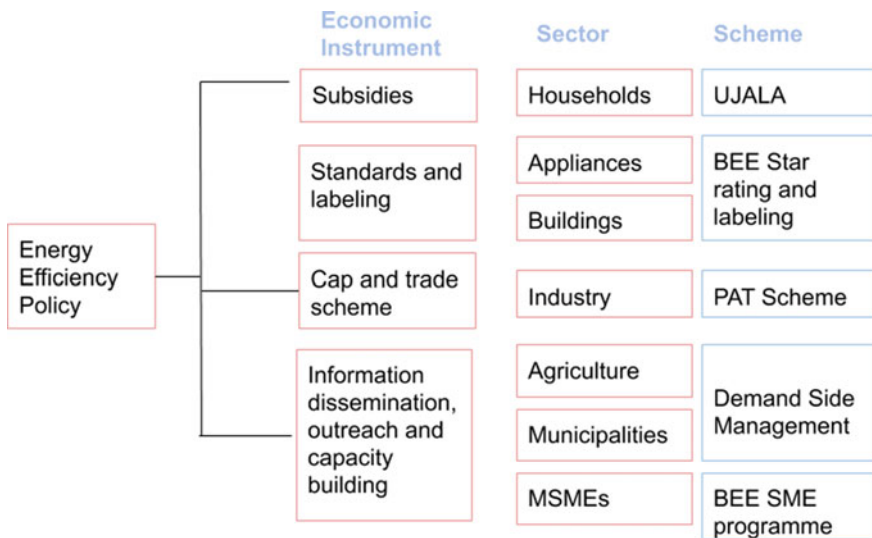 Economic
Instrument
Sector
Scheme
Subsidies
Households
UJALA
Standards and
labeling
Appliances
Buildings
BEE Star
rating and
labeling
Energy
Efficiency
Policy
Cap and trade
scheme
Industry
PAT Scheme
Information
dissemination,
outreach and
capacity
building
Agriculture
Municipalities
Demand Side
Management
MSMEs
BEE SME
programme